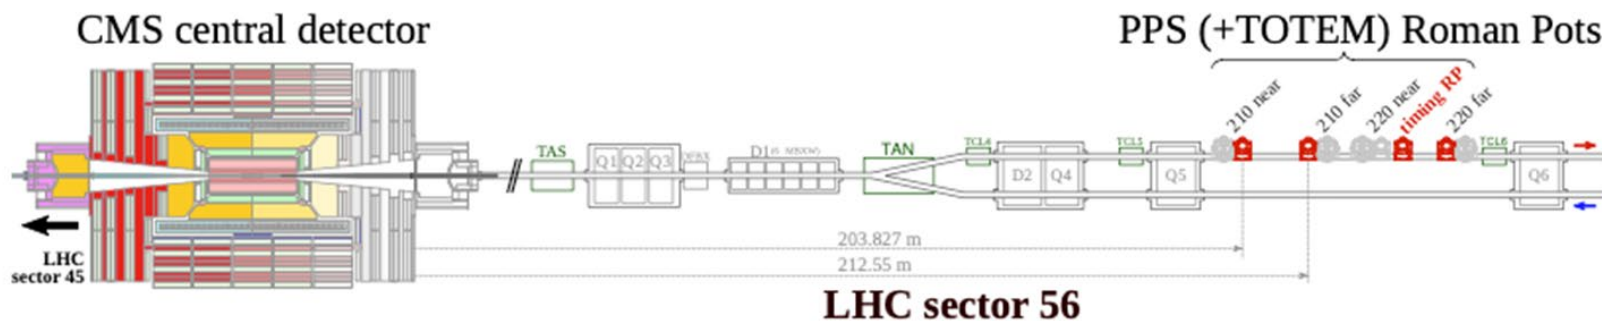 CMS central detector
PPS (+TOTEM) Roman Pots
210 near
210 far
220 near
timing RP
220 far
TAS
Q1 Q2 Q3
D1
TAN
TCL4
D2 Q4
TCL5
Q5
TCL6
Q6
203.827 m
212.55 m
LHC
sector 45
LHC sector 56